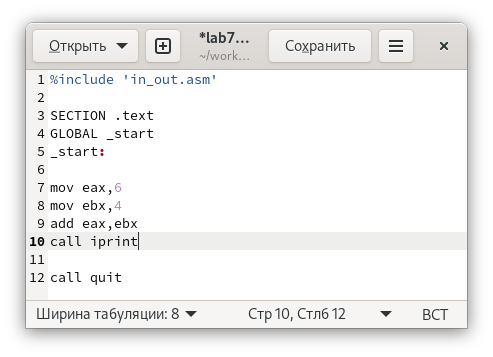 Открыть
*lab7...
~/work...
Сохранить
1 %include 'in_out.asm'
2
3 SECTION .text
4 GLOBAL _start
5 _start:
6
7 mov eax,6
8 mov ebx,4
9 add eax,ebx
10 call iprint
11
12 call quit
Ширина табуляции: 8
Стр 10, Стлб 12
ВСТ